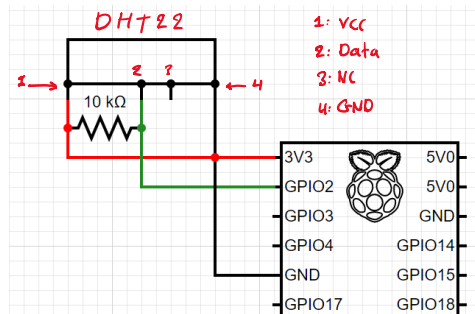 DHT22
1: VCC
2: Data
3: NC
4: GND
1
2
3
4
10 kΩ
3V3 5V0
GPIO2 5V0
GPIO3 GND
GPIO4 GPIO14
GND GPIO15
GPIO17 GPIO18